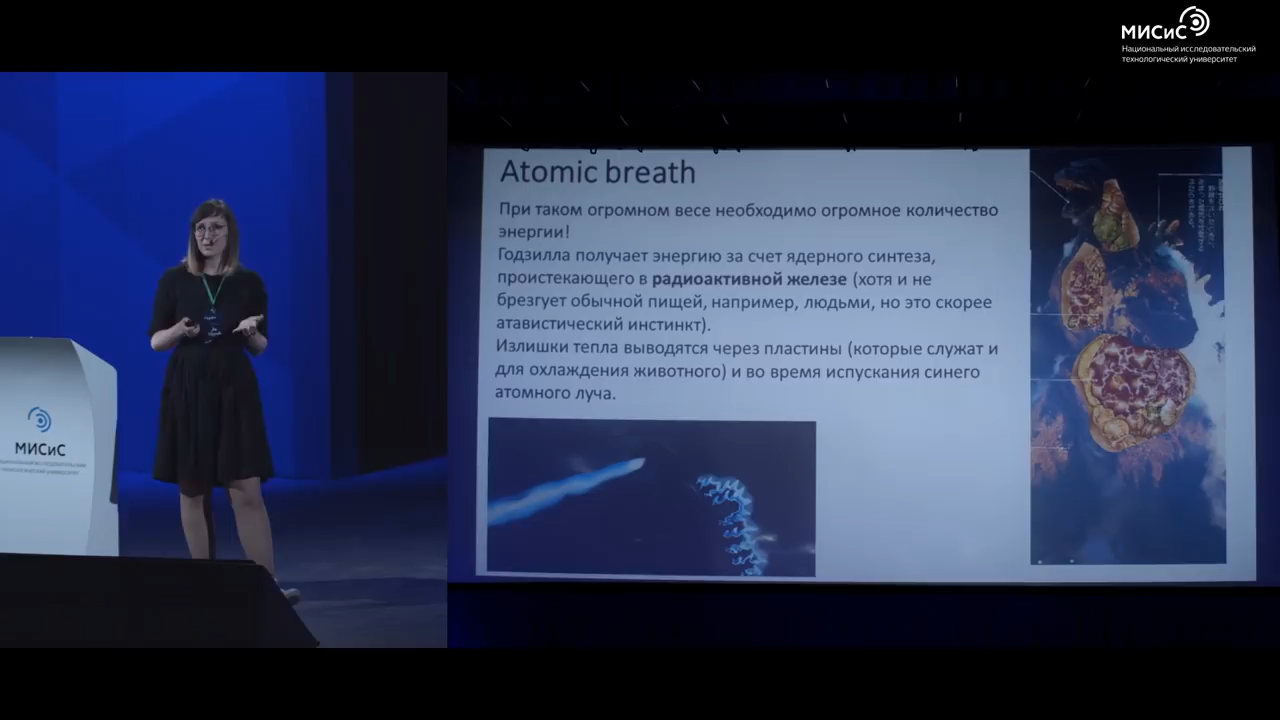 МИСиС
Национальный исследовательский
технологический университет
Atomic breath
При таком огромном весе необходимо огромное количество
энергии!
Годзилла получает энергию за счет ядерного синтеза,
проистекающего в радиоактивной железе (хотя и не
брезгует обычной пищей, например, людьми, но это скорее
атавистический инстинкт).
Излишки тепла выводятся через пластины (которые служат и
для охлаждения животного) и во время испускания синего
атомного луча.
МИСиС